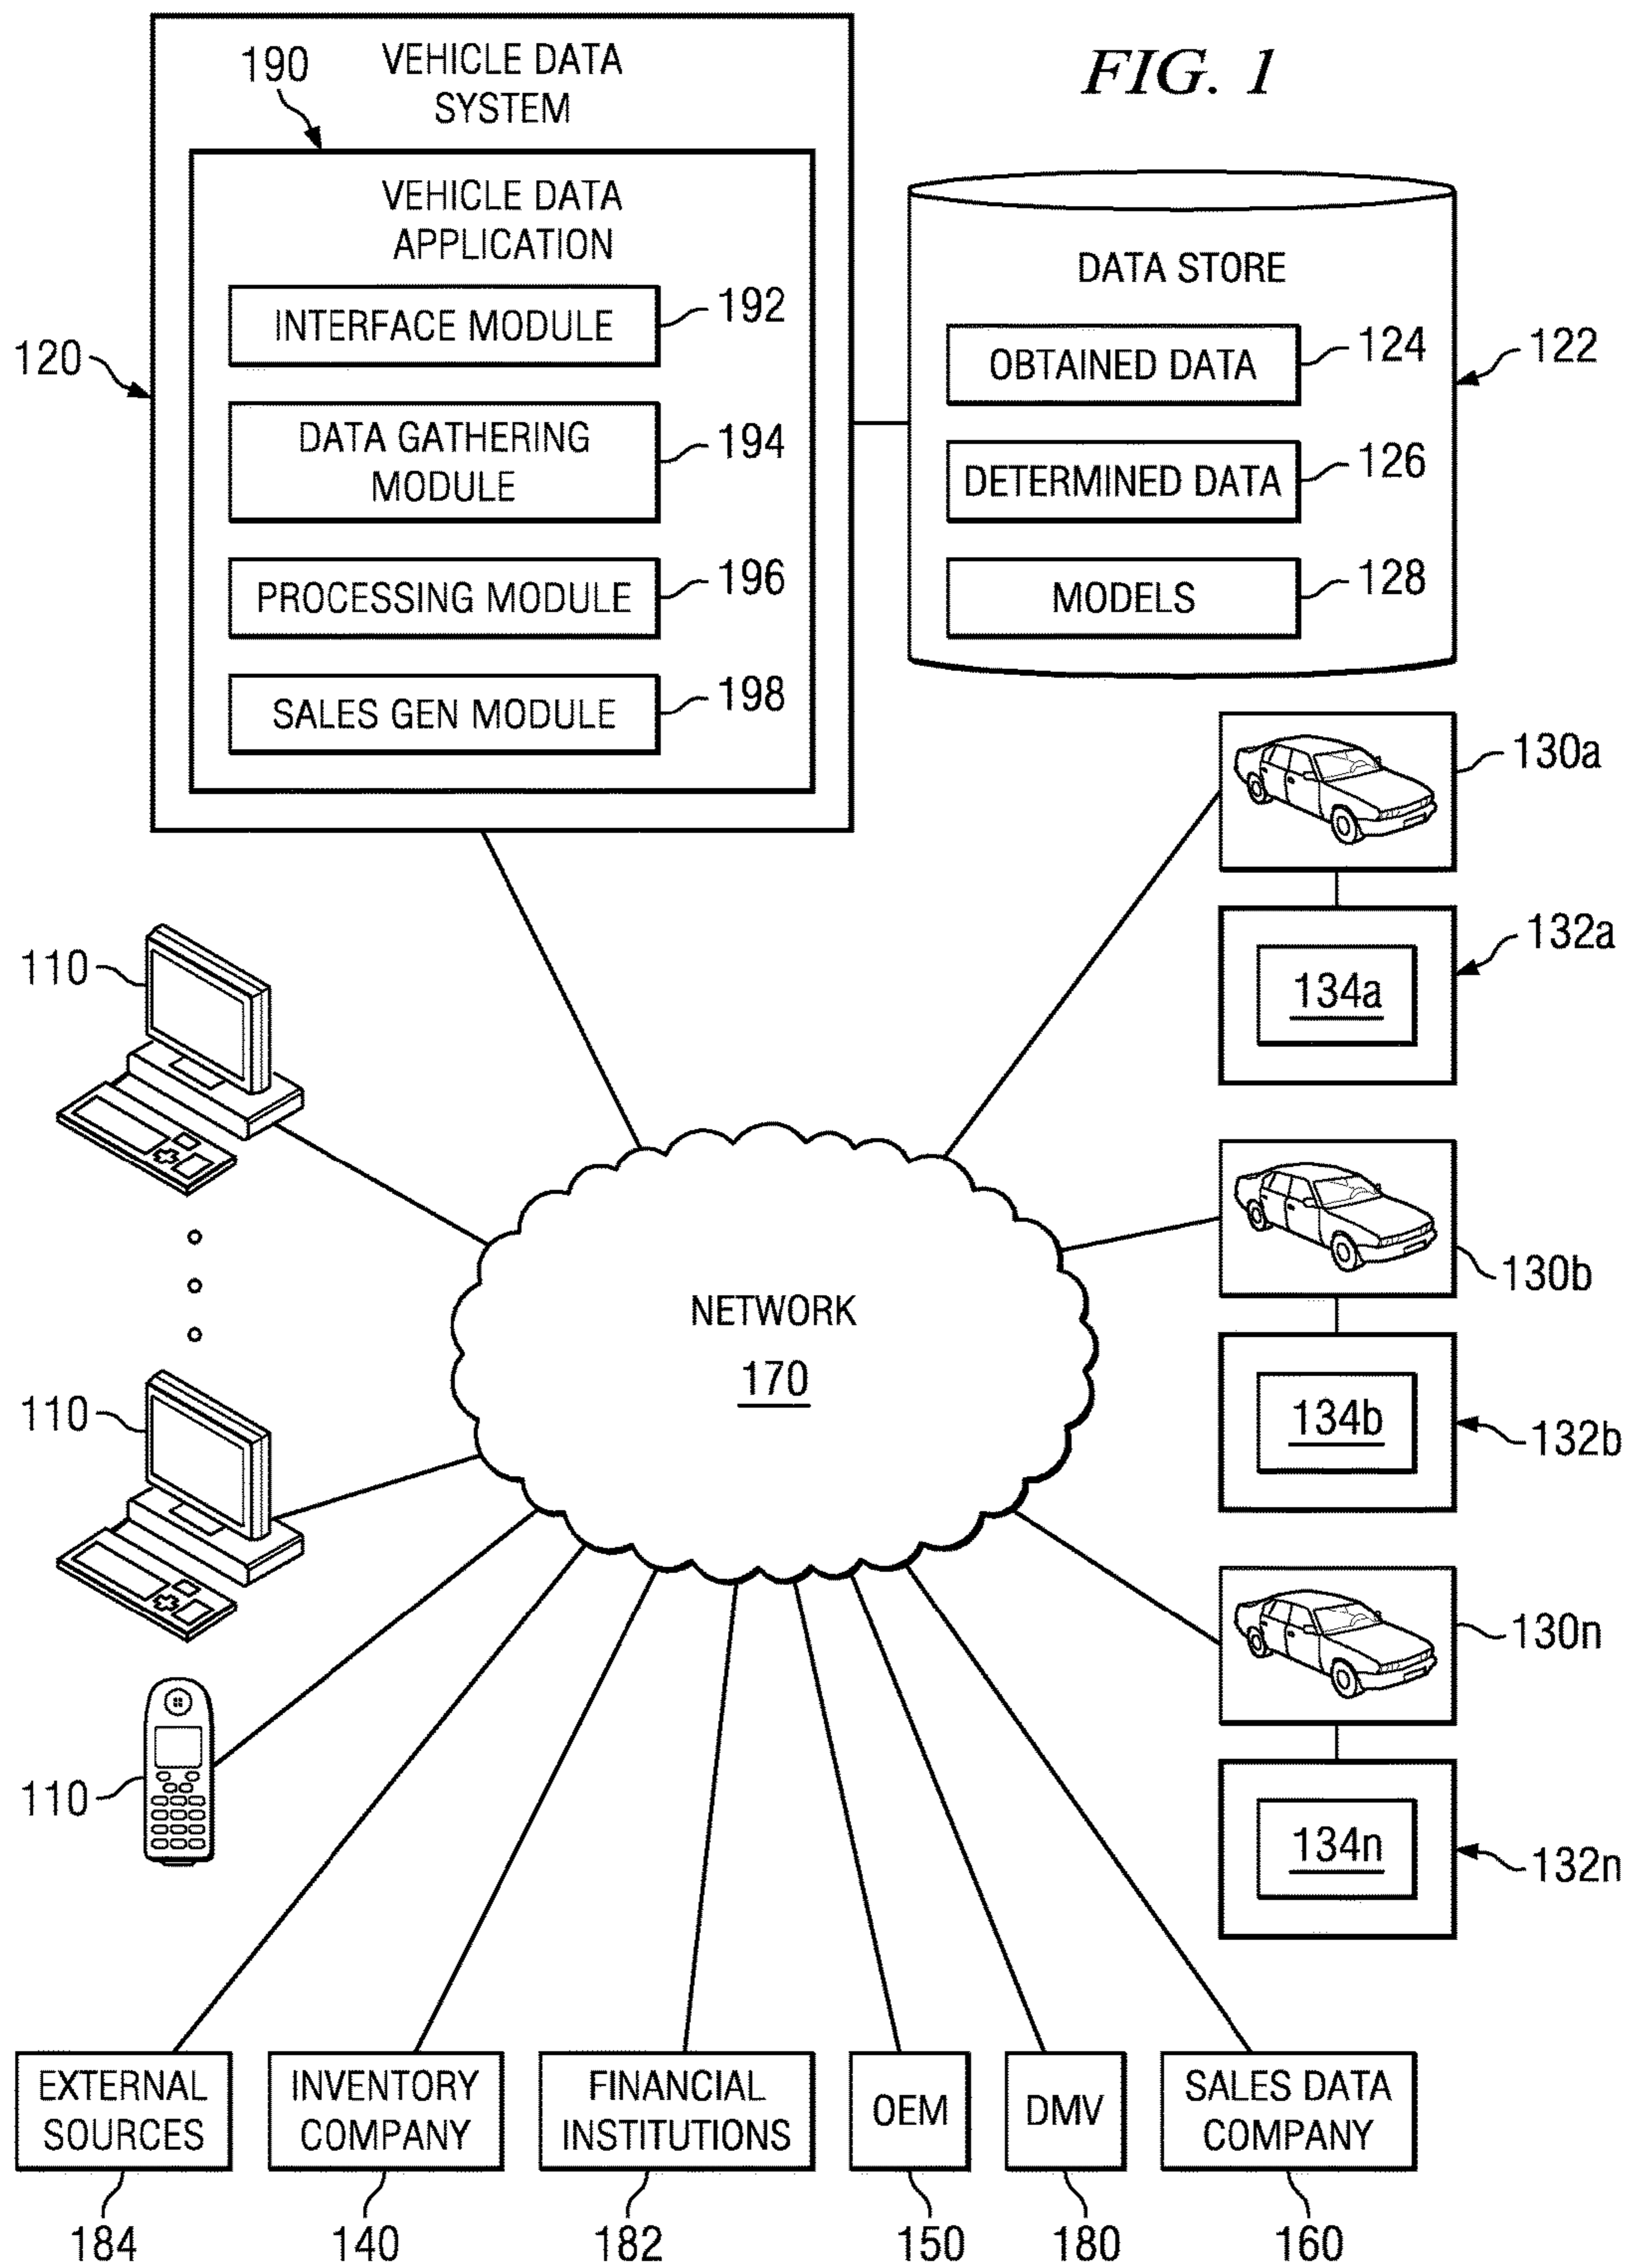 FIG. 1
VEHICLE DATA
SYSTEM
190
VEHICLE DATA
APPLICATION
INTERFACE MODULE
192
DATA GATHERING
MODULE
194
PROCESSING MODULE
196
SALES GEN MODULE
198
120
DATA STORE
OBTAINED DATA
124
DETERMINED DATA
126
MODELS
128
122
130a
132a
134a
110
130b
NETWORK
170
134b
132b
110
130n
110
134n
132n
EXTERNAL
SOURCES
184
INVENTORY
COMPANY
140
FINANCIAL
INSTITUTIONS
182
OEM
150
DMV
180
SALES DATA
COMPANY
160